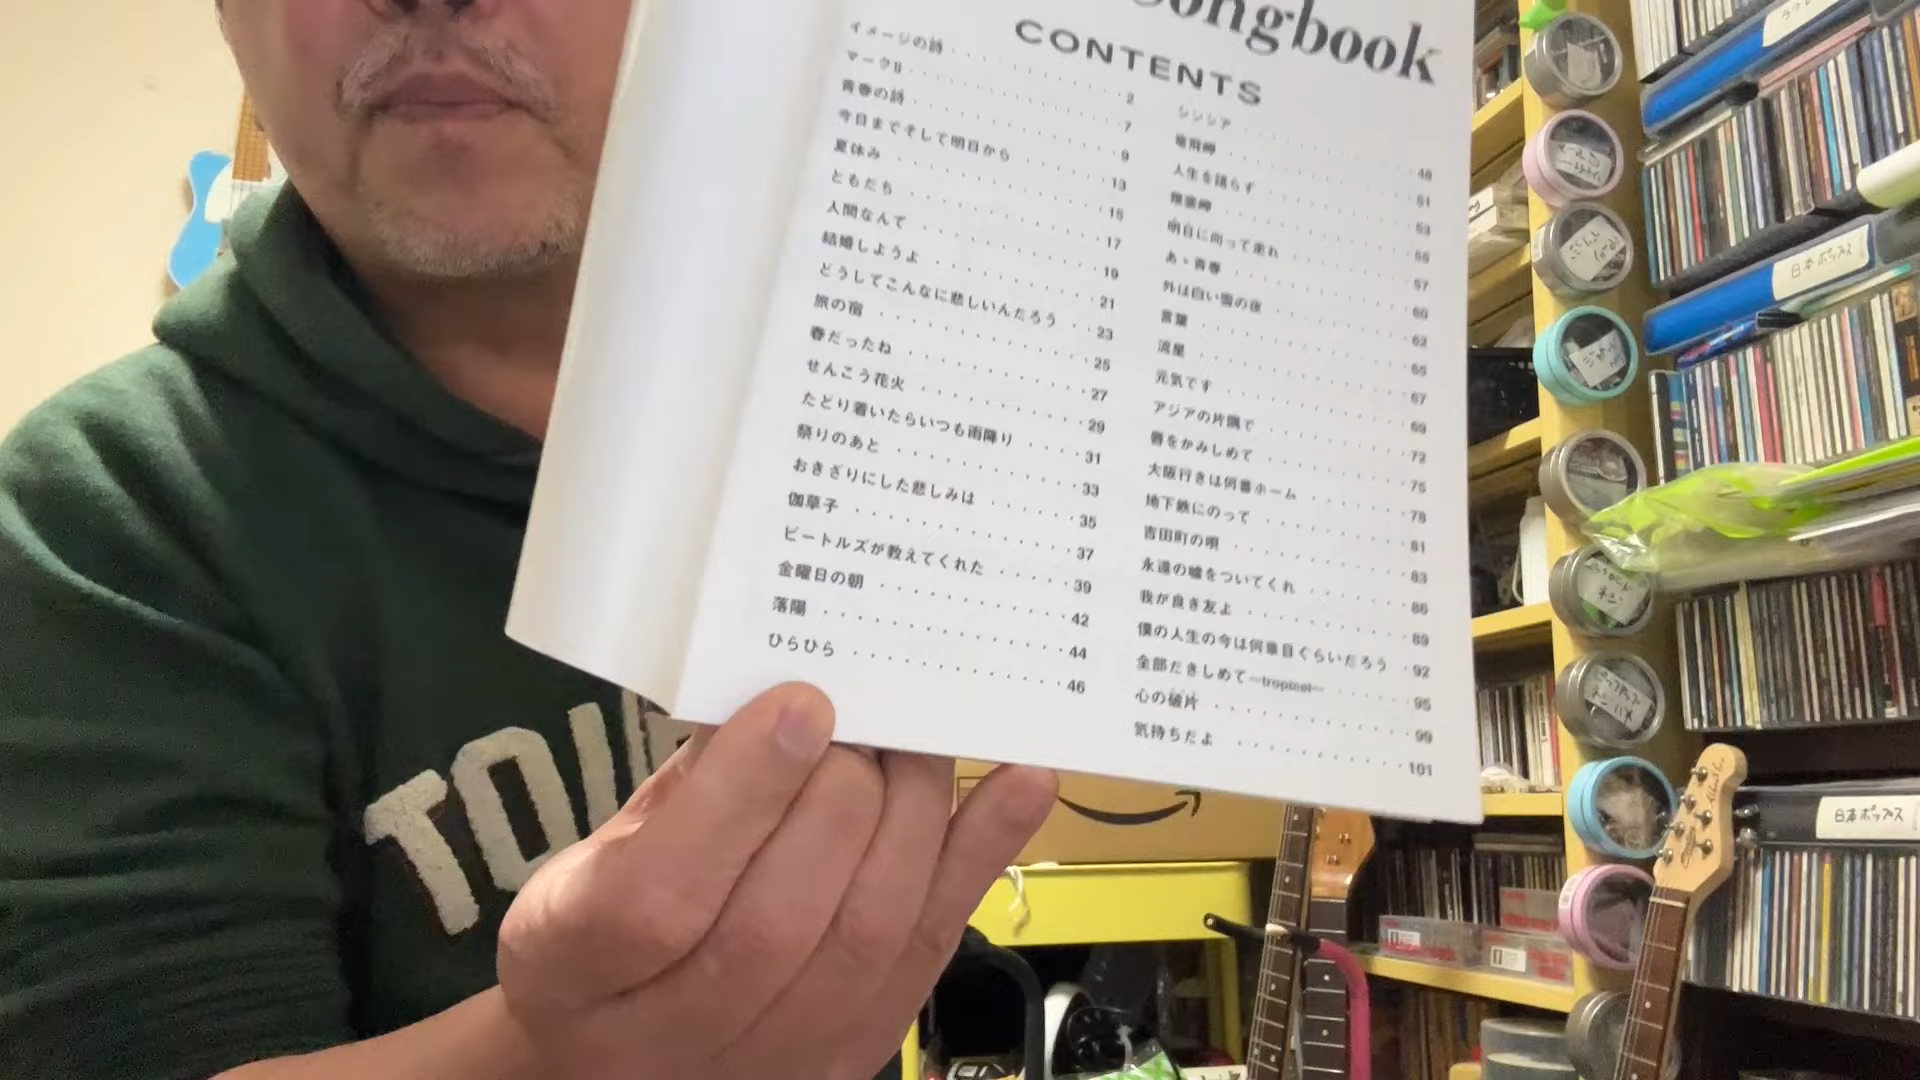 Songbook
CONTENTS
イメージの詩 2
マークⅡ 7
青春の詩 9
今日までそして明日から 13
夏休み 15
ともだち 17
人間なんて 19
結婚しようよ 21
どうしてこんなに悲しいんだろう 23
旅の宿 25
春だったね 27
せんこう花火 29
たどり着いたらいつも雨降り 31
祭りのあと 33
おきざりにした悲しみは 35
伽草子 37
ビートルズが教えてくれた 39
金曜日の朝 42
落陽 44
ひらひら 46
シンシア 48
竜飛岬 51
人生を語らず 53
襟裳岬 55
明日に向って走れ 57
あゝ青春 60
外は白い雪の夜 62
言葉 65
流星 67
元気です 69
アジアの片隅で 72
唇をかみしめて 75
大阪行きは何番ホーム 78
地下鉄にのって 81
吉田町の唄 83
永遠の嘘をついてくれ 86
我が良き友よ 89
僕の人生の今は何章目ぐらいだろう 92
全部だきしめて—tropical— 95
心の破片 99
気持ちだよ 101
日本ポップス
日本ポップス